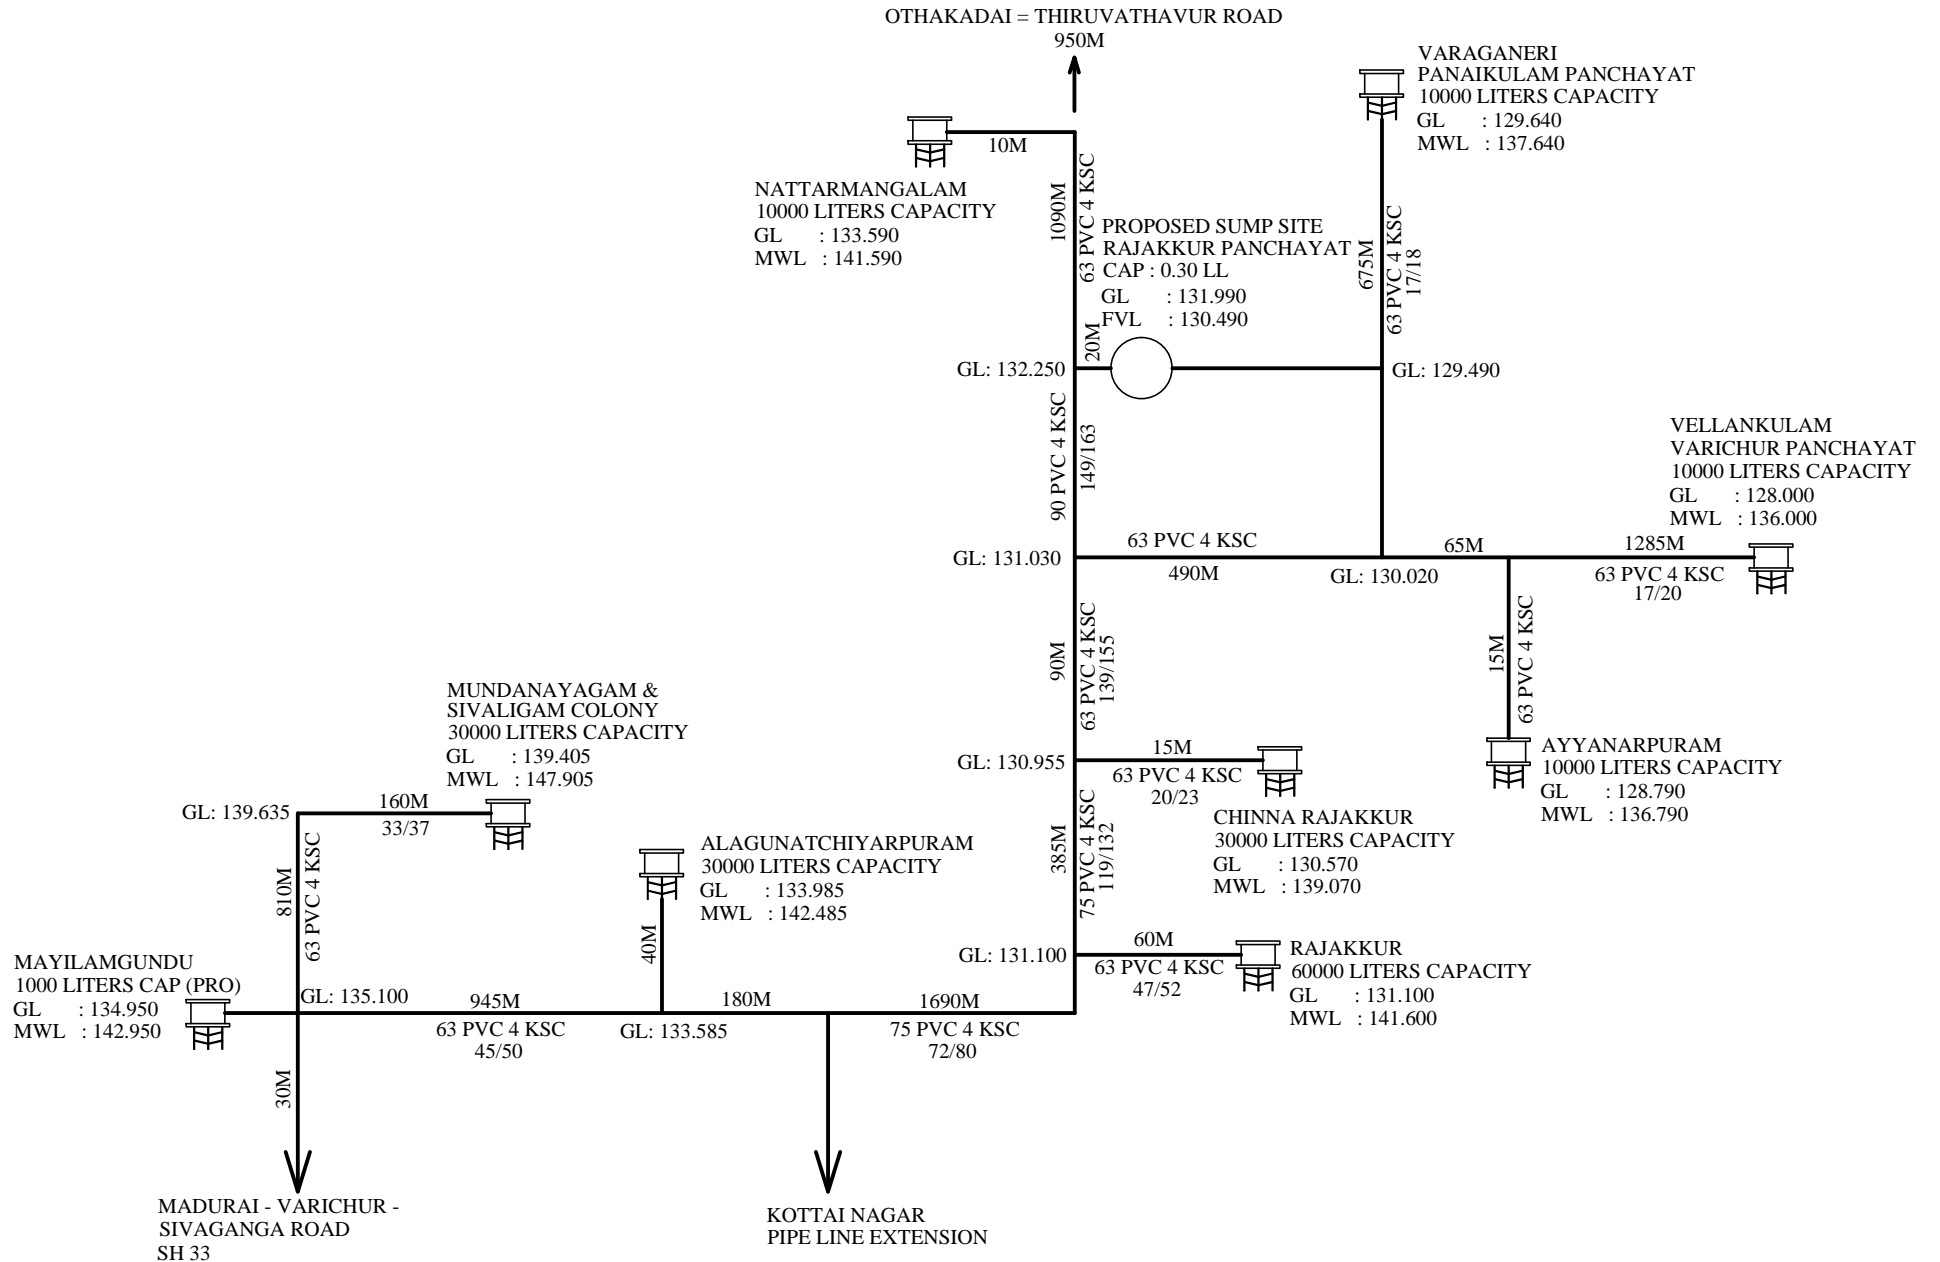 OTHAKADAI = THIRUVATHAVUR ROAD
950M
VARAGANERI
PANAIKULAM PANCHAYAT
10000 LITERS CAPACITY
GL : 129.640
MWL : 137.640
10M
NATTARMANGALAM
10000 LITERS CAPACITY
GL : 133.590
MWL : 141.590
1090M
63 PVC 4 KSC
PROPOSED SUMP SITE
RAJAKKUR PANCHAYAT
CAP : 0.30 LL
GL : 131.990
FVL : 130.490
20M
675M
63 PVC 4 KSC
17/18
GL: 132.250
GL: 129.490
90 PVC 4 KSC
149/163
VELLANKULAM
VARICHUR PANCHAYAT
10000 LITERS CAPACITY
GL : 128.000
MWL : 136.000
GL: 131.030
63 PVC 4 KSC
490M
GL: 130.020
65M
1285M
63 PVC 4 KSC
17/20
90M
63 PVC 4 KSC
139/155
15M
63 PVC 4 KSC
AYYANARPURAM
10000 LITERS CAPACITY
GL : 128.790
MWL : 136.790
MUNDANAYAGAM &
SIVALIGAM COLONY
30000 LITERS CAPACITY
GL : 139.405
MWL : 147.905
GL: 130.955
15M
63 PVC 4 KSC
20/23
CHINNA RAJAKKUR
30000 LITERS CAPACITY
GL : 130.570
MWL : 139.070
GL: 139.635
160M
33/37
810M
63 PVC 4 KSC
ALAGUNATCHIYARPURAM
30000 LITERS CAPACITY
GL : 133.985
MWL : 142.485
40M
385M
75 PVC 4 KSC
119/132
GL: 131.100
60M
63 PVC 4 KSC
47/52
RAJAKKUR
60000 LITERS CAPACITY
GL : 131.100
MWL : 141.600
MAYILAMGUNDU
1000 LITERS CAP (PRO)
GL : 134.950
MWL : 142.950
GL: 135.100
945M
63 PVC 4 KSC
45/50
GL: 133.585
180M
1690M
75 PVC 4 KSC
72/80
30M
MADURAI - VARICHUR -
SIVAGANGA ROAD
SH 33
KOTTAI NAGAR
PIPE LINE EXTENSION